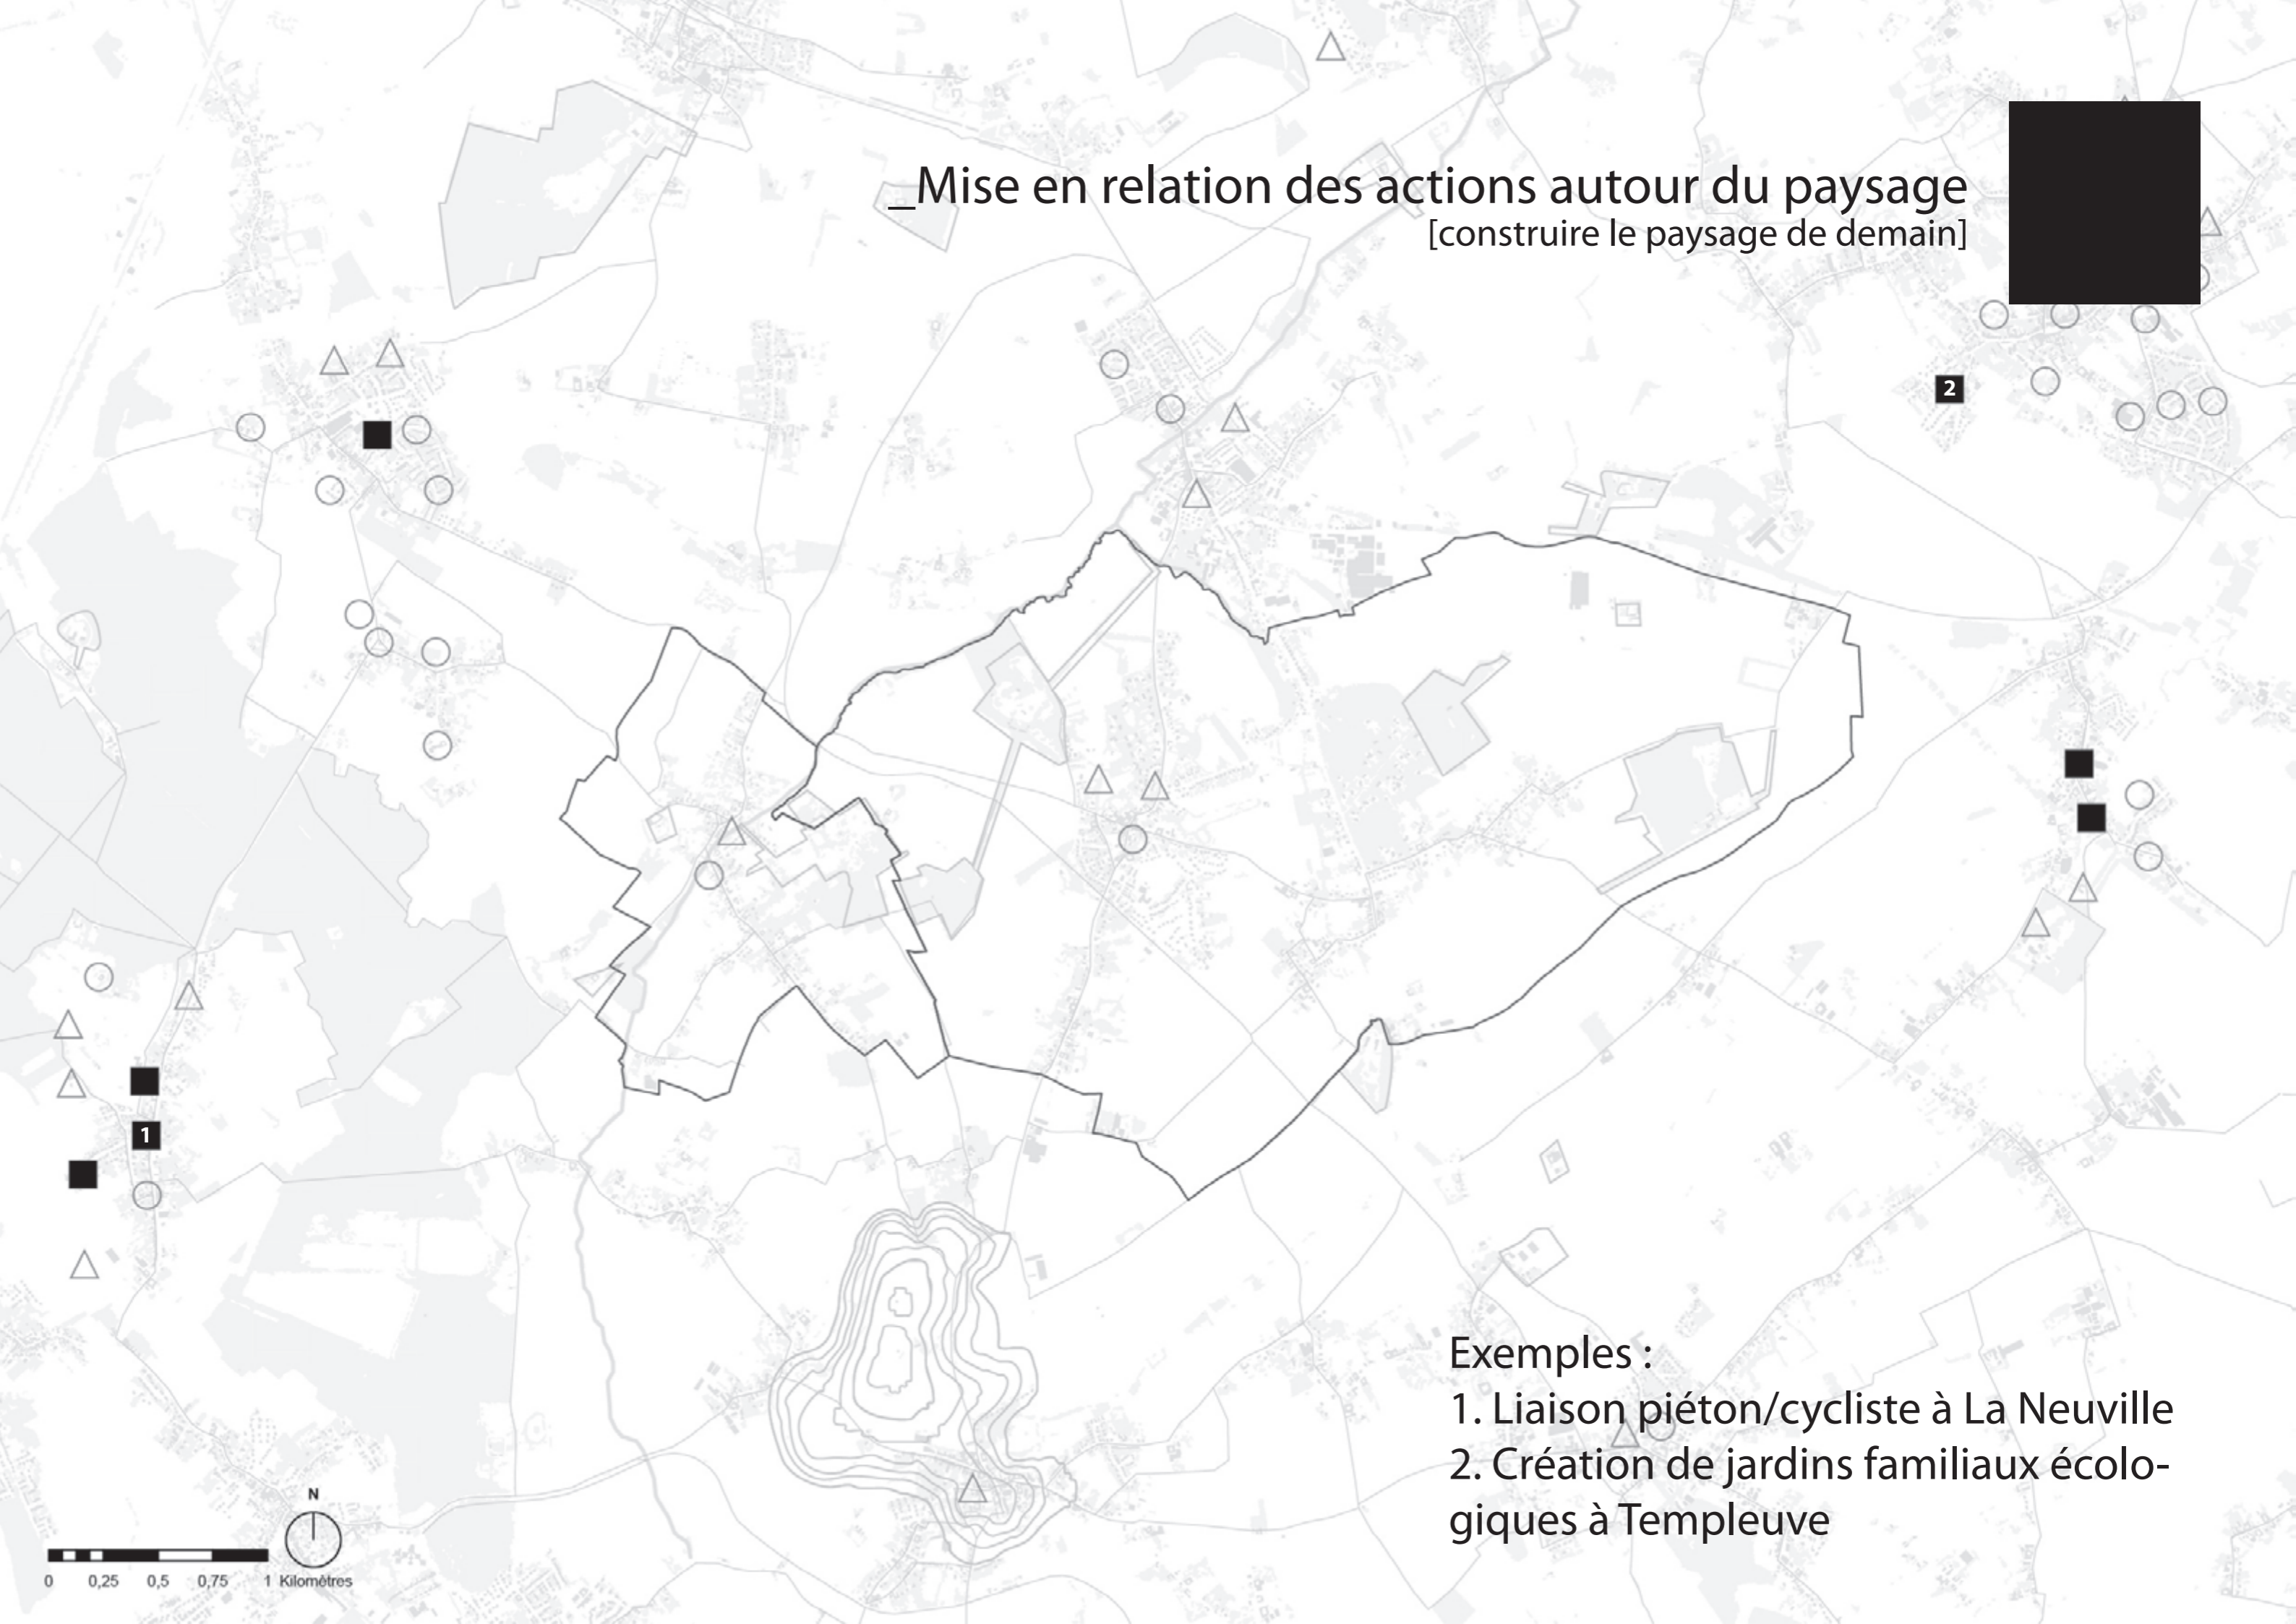 _Mise en relation des actions autour du paysage
[construire le paysage de demain]
2
1
Exemples :
1. Liaison piéton/cycliste à La Neuville
2. Création de jardins familiaux écolo-
giques à Templeuve
N
0 0,25 0,5 0,75 1 Kilomètres